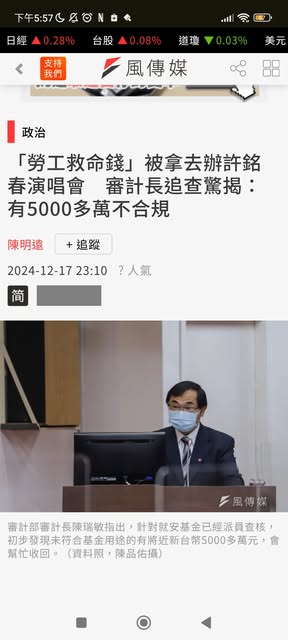 下午5:57
57
日經 ▲0.28% 台股 ▲0.08% 道瓊 ▼0.03% 美元
支持
我們
風傳媒
政治
「勞工救命錢」被拿去辦許銘
春演唱會 審計長追查驚揭：
有5000多萬不合規
陳明遠 + 追蹤
2024-12-17 23:10 ? 人氣
简
風傳媒
審計部審計長陳瑞敏指出，針對就安基金已經派員查核，
初步發現未符合基金用途的有將近新台幣5000多萬元，會
幫忙收回。（資料照，陳品佑攝）